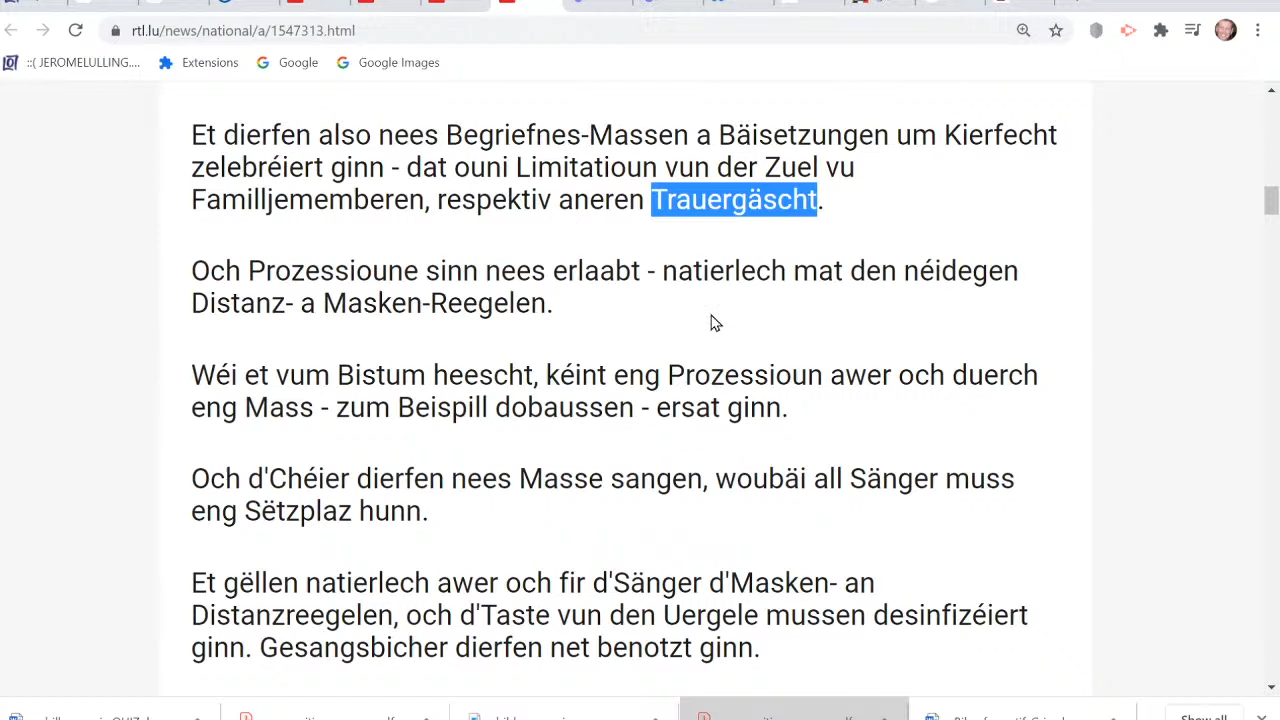 rtl.lu/news/national/a/1547313.html
::( JEROMELULLING.... Extensions Google Google Images
Et dierfen also nees Begriefnes-Massen a Bäisetzungen um Kierfecht
zelebréiert ginn - dat ouni Limitatioun vun der Zuel vu
Familljememberen, respektiv aneren Trauergäscht.
Och Prozessioune sinn nees erlaabt - natierlech mat den néidegen
Distanz- a Masken-Reegelen.
Wéi et vum Bistum heescht, kéint eng Prozessioun awer och duerch
eng Mass - zum Beispill dobaussen - ersat ginn.
Och d'Chéier dierfen nees Masse sangen, woubäi all Sänger muss
eng Sëtzplaz hunn.
Et gëllen natierlech awer och fir d'Sänger d'Masken- an
Distanzreegelen, och d'Taste vun den Uergele mussen desinfizéiert
ginn. Gesangsbicher dierfen net benotzt ginn.
Show all